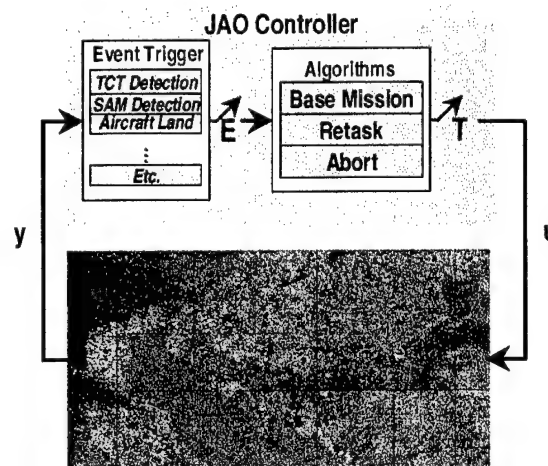 JAO Controller
Event Trigger
TCT Detection
SAM Detection
Aircraft Land
⋮
Etc.
E
Algorithms
Base Mission
Retask
Abort
T
y
u